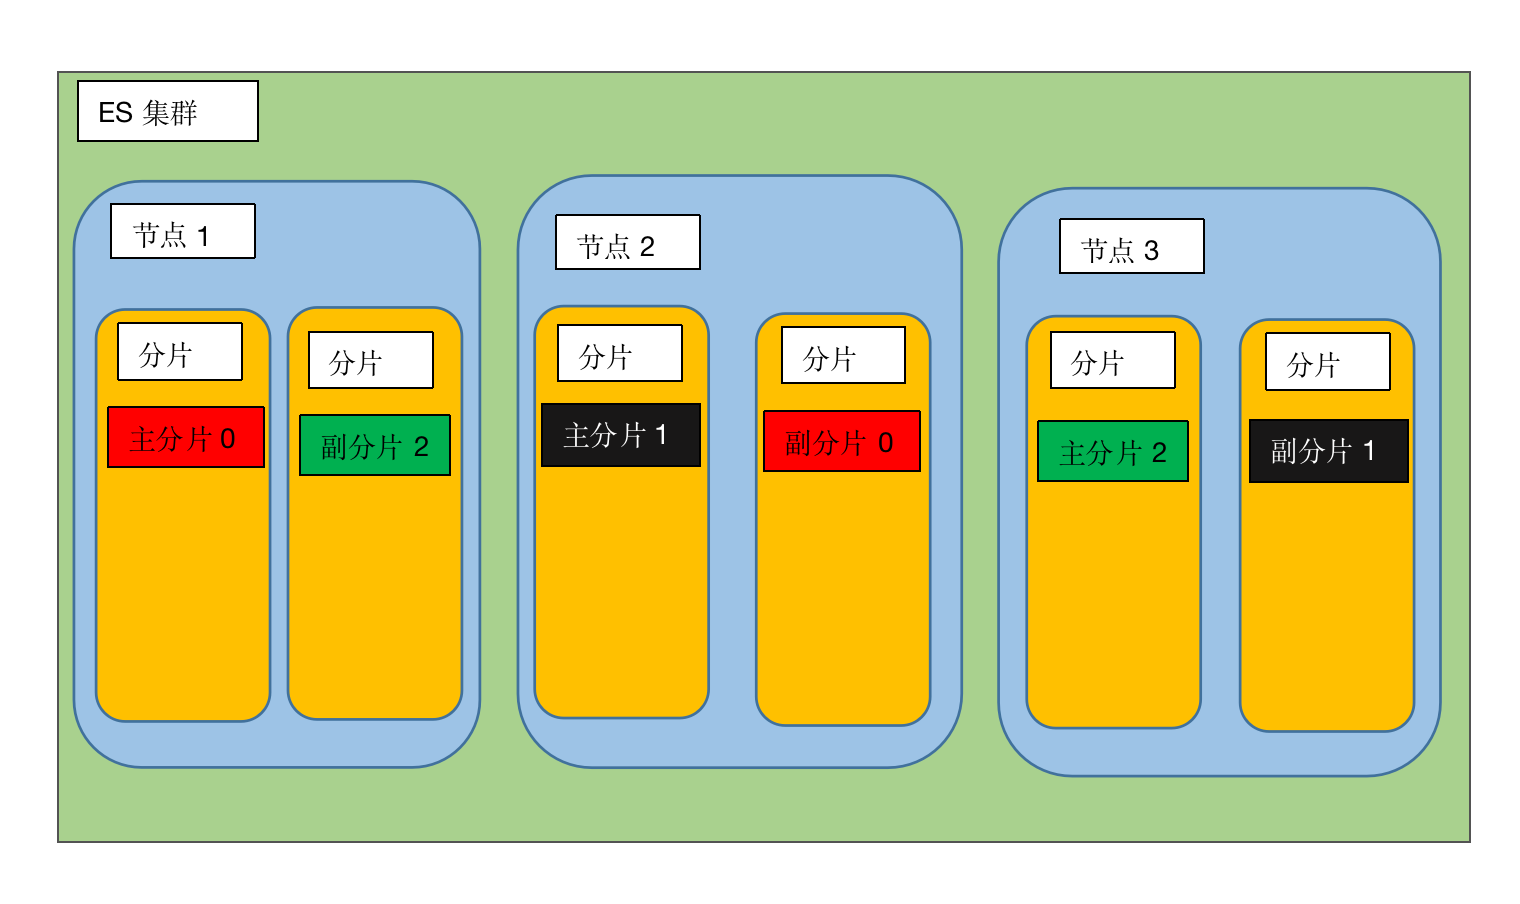 ES 集群
节点 1
分片
主分片 0
分片
副分片 2
节点 2
分片
主分片 1
分片
副分片 0
节点 3
分片
主分片 2
分片
副分片 1